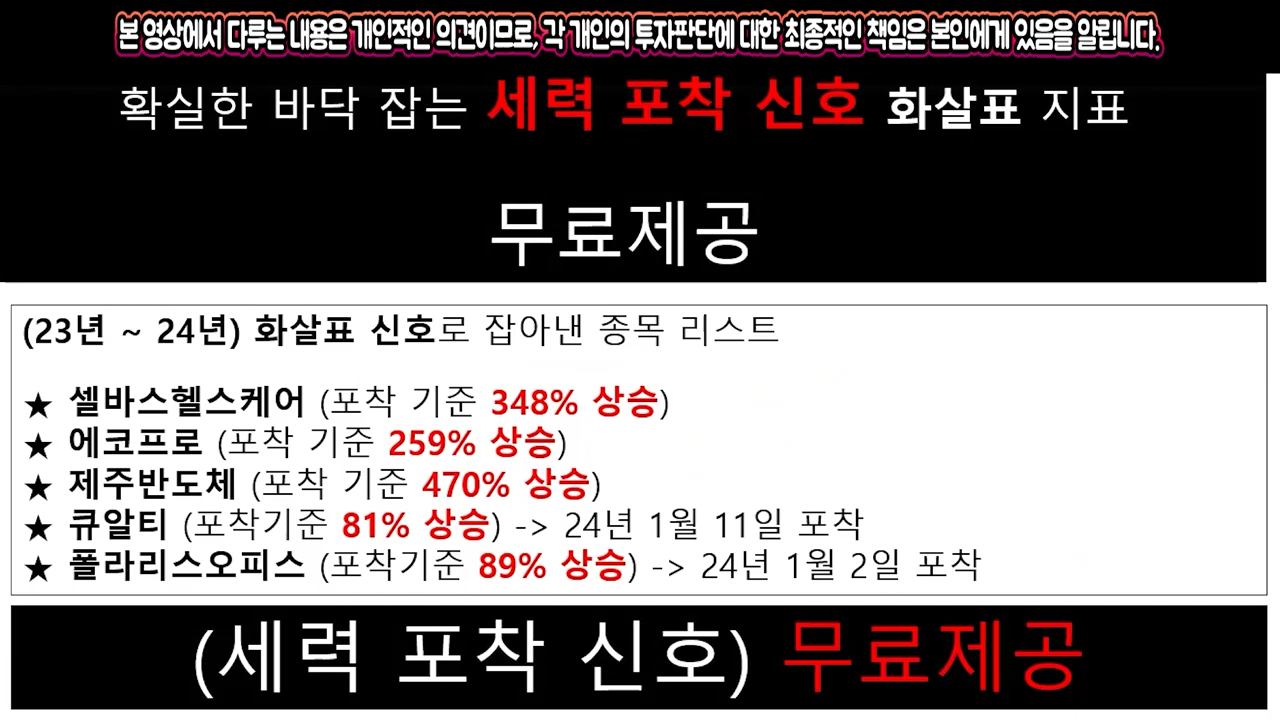 본 영상에서 다루는 내용은 개인적인 의견이므로, 각 개인의 투자판단에 대한 최종적인 책임은 본인에게 있음을 알립니다.
확실한 바닥 잡는 세력 포착 신호 화살표 지표
무료제공
(23년 ~ 24년) 화살표 신호로 잡아낸 종목 리스트
★ 셀바스헬스케어 (포착 기준 348% 상승)
★ 에코프로 (포착 기준 259% 상승)
★ 제주반도체 (포착 기준 470% 상승)
★ 큐알티 (포착기준 81% 상승) -> 24년 1월 11일 포착
★ 폴라리스오피스 (포착기준 89% 상승) -> 24년 1월 2일 포착
(세력 포착 신호) 무료제공